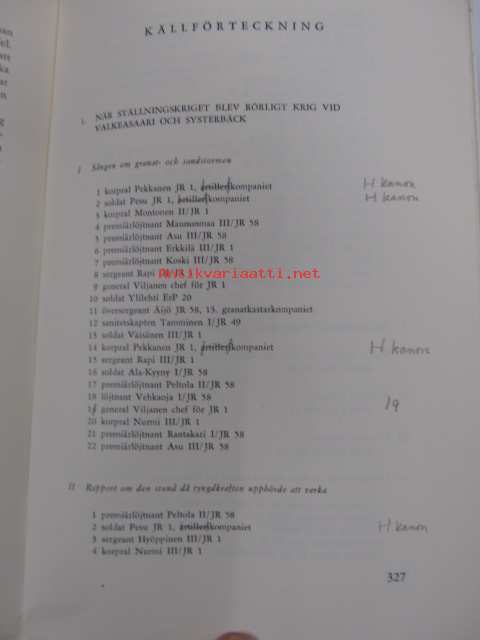 KÄLLFÖRTECKNING
1. NÄR STÄLLNINGSKRIGET BLEV RÖRLIGT KRIG VID
VALKEASAARI OCH SYSTERBÄCK
I Sången om granat- och sandstormen
1 korpral Pekkanen JR 1, artillerikompaniet H kanon
2 soldat Pesu JR 1, artillerikompaniet H kanon
3 korpral Montonen II/JR 1
4 premiärlöjtnant Maununmaa III/JR 58
5 premiärlöjtnant Asu III/JR 58
6 premiärlöjtnant Erkkilä III/JR 1
7 premiärlöjtnant Koski III/JR 58
8 sergeant Rapi III/JR 1
9 general Viljanen chef för JR 1
10 soldat Ylilehti ErP 20
11 översergeant Äijö JR 58, 15. granatkastarkompaniet
12 sanitetskapten Tamminen I/JR 49
13 soldat Väisänen III/JR 1
14 korpral Pekkanen JR 1, artillerikompaniet H kanon
15 sergeant Rapi III/JR 1
16 soldat Ala-Kyyny I/JR 58
17 premiärlöjtnant Peltola II/JR 58
18 löjtnant Vehkaoja I/JR 58
19 general Viljanen chef för JR 1 19
20 korpral Nurmi III/JR 1
21 premiärlöjtnant Rautakari I/JR 58
22 premiärlöjtnant Asu III/JR 58
II Rapport om den stund då tyngdkraften upphörde att verka
1 premiärlöjtnant Peltola II/JR 58
2 soldat Pesu JR 1, artillerikompaniet H kanon
3 sergeant Hyöppinen III/JR 1
4 korpral Nurmi III/JR 1
327
antikvariaatti.net